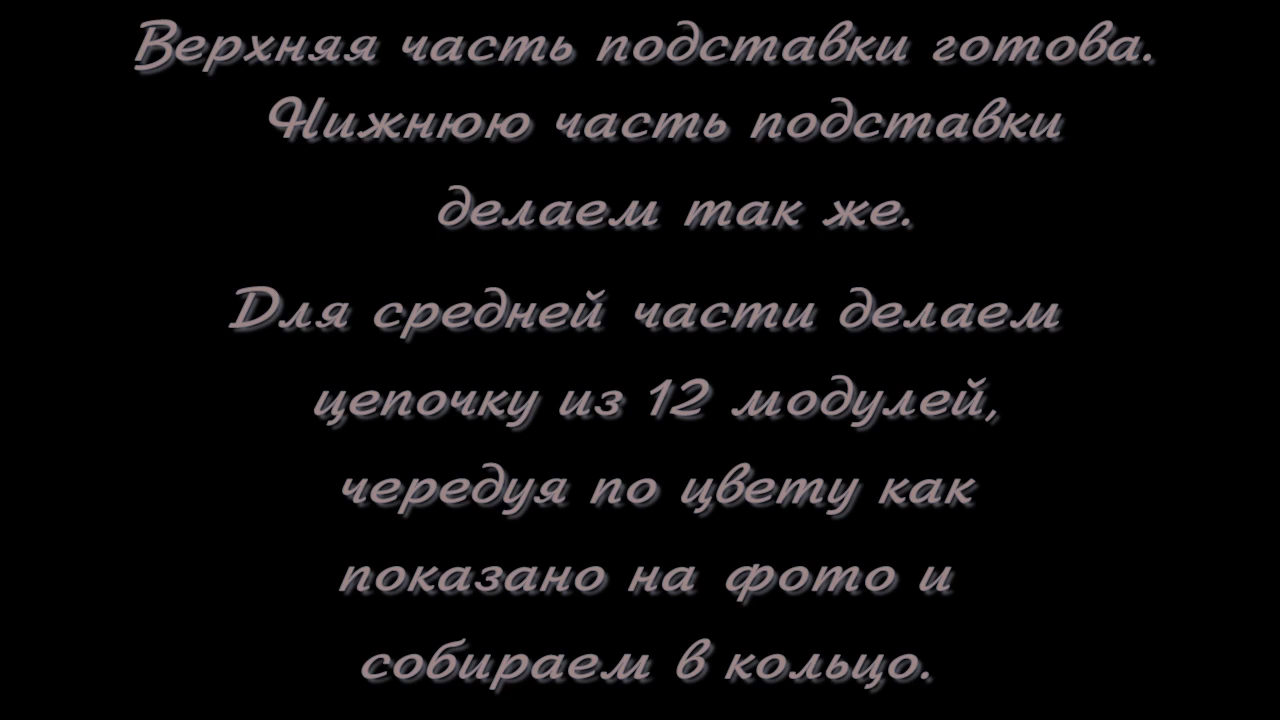 Верхняя часть подставки готова.
Нижнюю часть подставки
делаем так же.
Для средней части делаем
цепочку из 12 модулей,
чередуя по цвету как
показано на фото и
собираем в кольцо.